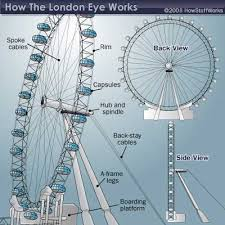 How The London Eye Works
©2003 HowStuffWorks
Spoke
cables
Rim
Back View
Capsules
Hub and
spindle
Back-stay
cables
Side View
A-frame
legs
Boarding
platform